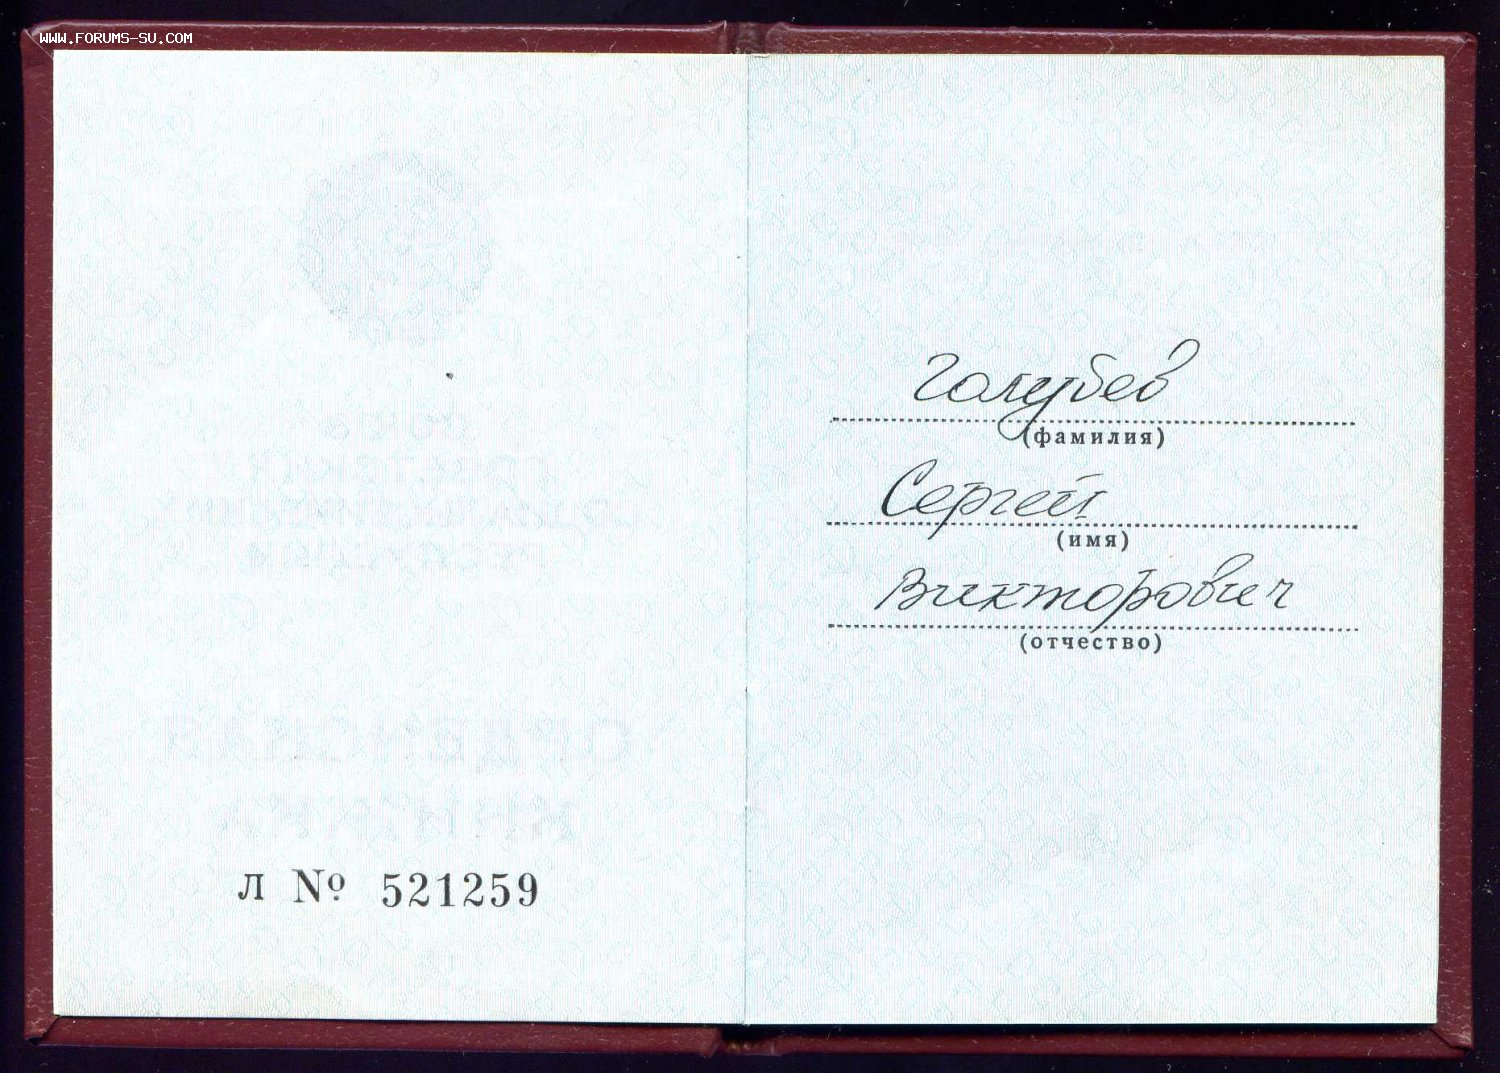 WWW.FORUMS-SU.COM
Л № 521259
Голубев
(фамилия)
Сергей
(имя)
Викторович
(отчество)